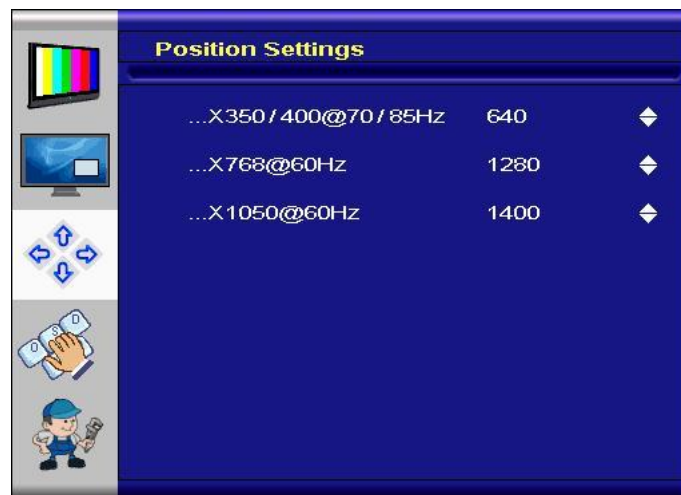 Position Settings
...X350/400@70/85Hz 640
...X768@60Hz 1280
...X1050@60Hz 1400
O S D